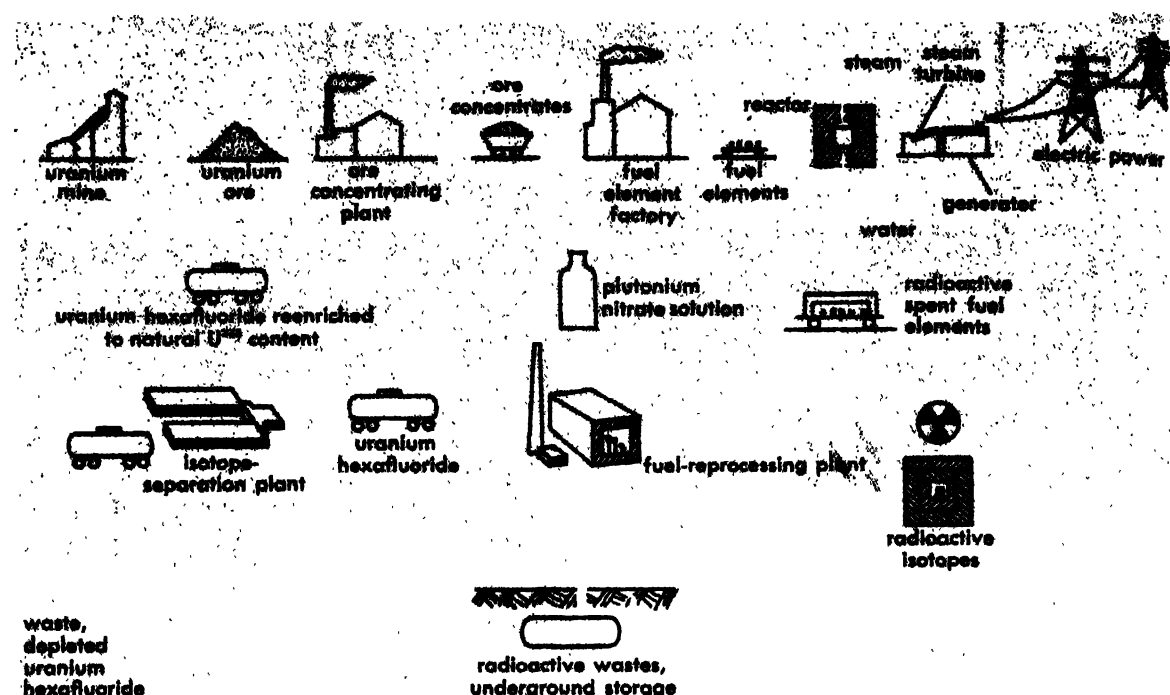 steam
steam
turbine
ore
concentrates
reactor
uranium
mine
uranium
ore
ore
concentrating
plant
fuel
element
factory
fuel
elements
electric power
generator
water
uranium hexafluoride reenriched
to natural U content
plutonium
nitrate solution
radioactive
spent fuel
elements
isotope-
separation plant
uranium
hexafluoride
fuel-reprocessing plant
radioactive
isotopes
waste,
depleted
uranium
hexafluoride
radioactive wastes,
underground storage